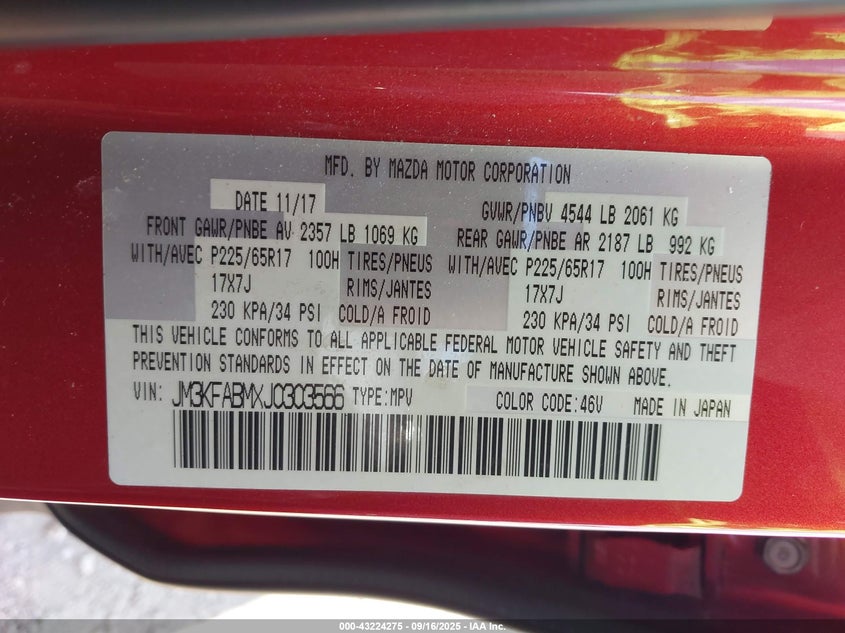 MFD. BY MAZDA MOTOR CORPORATION
DATE 11/17 GVWR/PNBV 4544 LB 2061 KG
FRONT GAWR/PNBE AV 2357 LB 1069 KG REAR GAWR/PNBE AR 2187 LB 992 KG
WITH/AVEC P225/65R17 100H TIRES/PNEUS WITH/AVEC P225/65R17 100H TIRES/PNEUS
17X7J RIMS/JANTES 17X7J RIMS/JANTES
230 KPA/34 PSI COLD/A FROID 230 KPA/34 PSI COLD/A FROID
THIS VEHICLE CONFORMS TO ALL APPLICABLE FEDERAL MOTOR VEHICLE SAFETY AND THEFT
PREVENTION STANDARDS IN EFFECT ON THE DATE OF MANUFACTURE SHOWN ABOVE.
VIN: JM3KFABMXJ0303566 TYPE:MPV COLOR CODE:46V MADE IN JAPAN
000-43224275 - 09/16/2025 - IAA Inc.